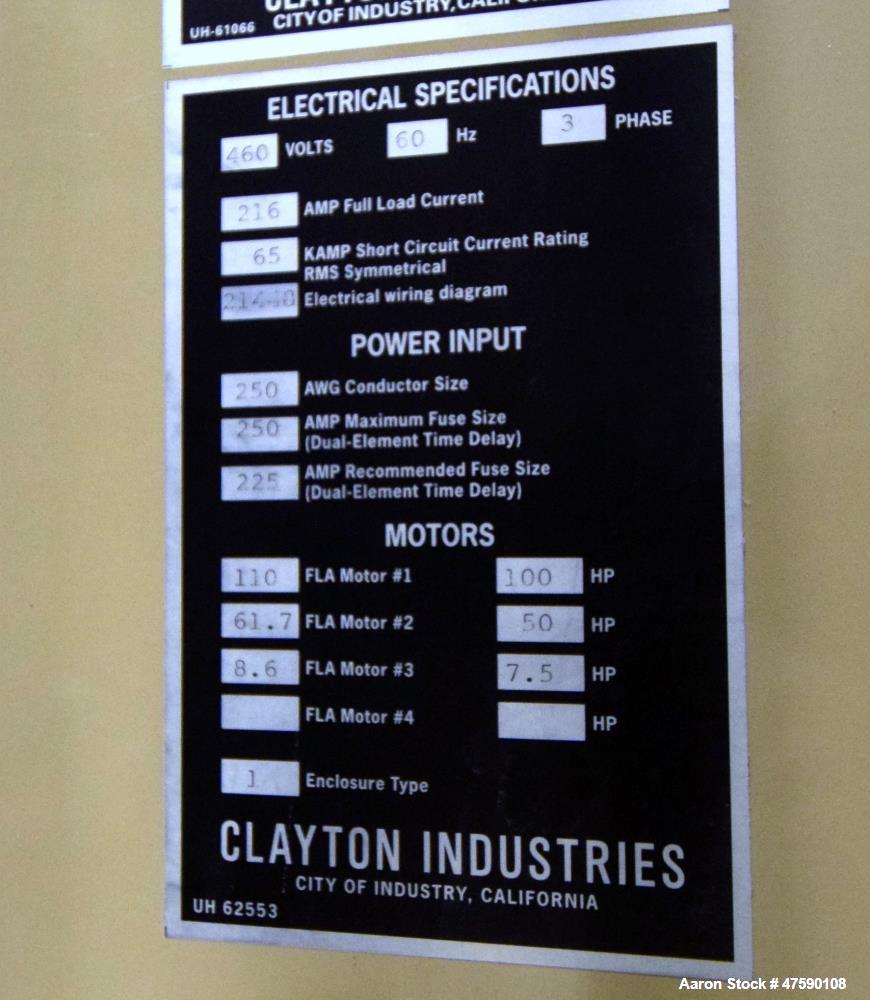 UH-61066 CITY OF INDUSTRY,
ELECTRICAL SPECIFICATIONS
460 VOLTS 60 Hz 3 PHASE
216 AMP Full Load Current
65 KAMP Short Circuit Current Rating
RMS Symmetrical
21448 Electrical wiring diagram
POWER INPUT
250 AWG Conductor Size
250 AMP Maximum Fuse Size
(Dual-Element Time Delay)
225 AMP Recommended Fuse Size
(Dual-Element Time Delay)
MOTORS
110 FLA Motor #1 100 HP
61.7 FLA Motor #2 50 HP
8.6 FLA Motor #3 7.5 HP
FLA Motor #4 HP
1 Enclosure Type
CLAYTON INDUSTRIES
CITY OF INDUSTRY, CALIFORNIA
UH 62553
Aaron Stock # 47590108